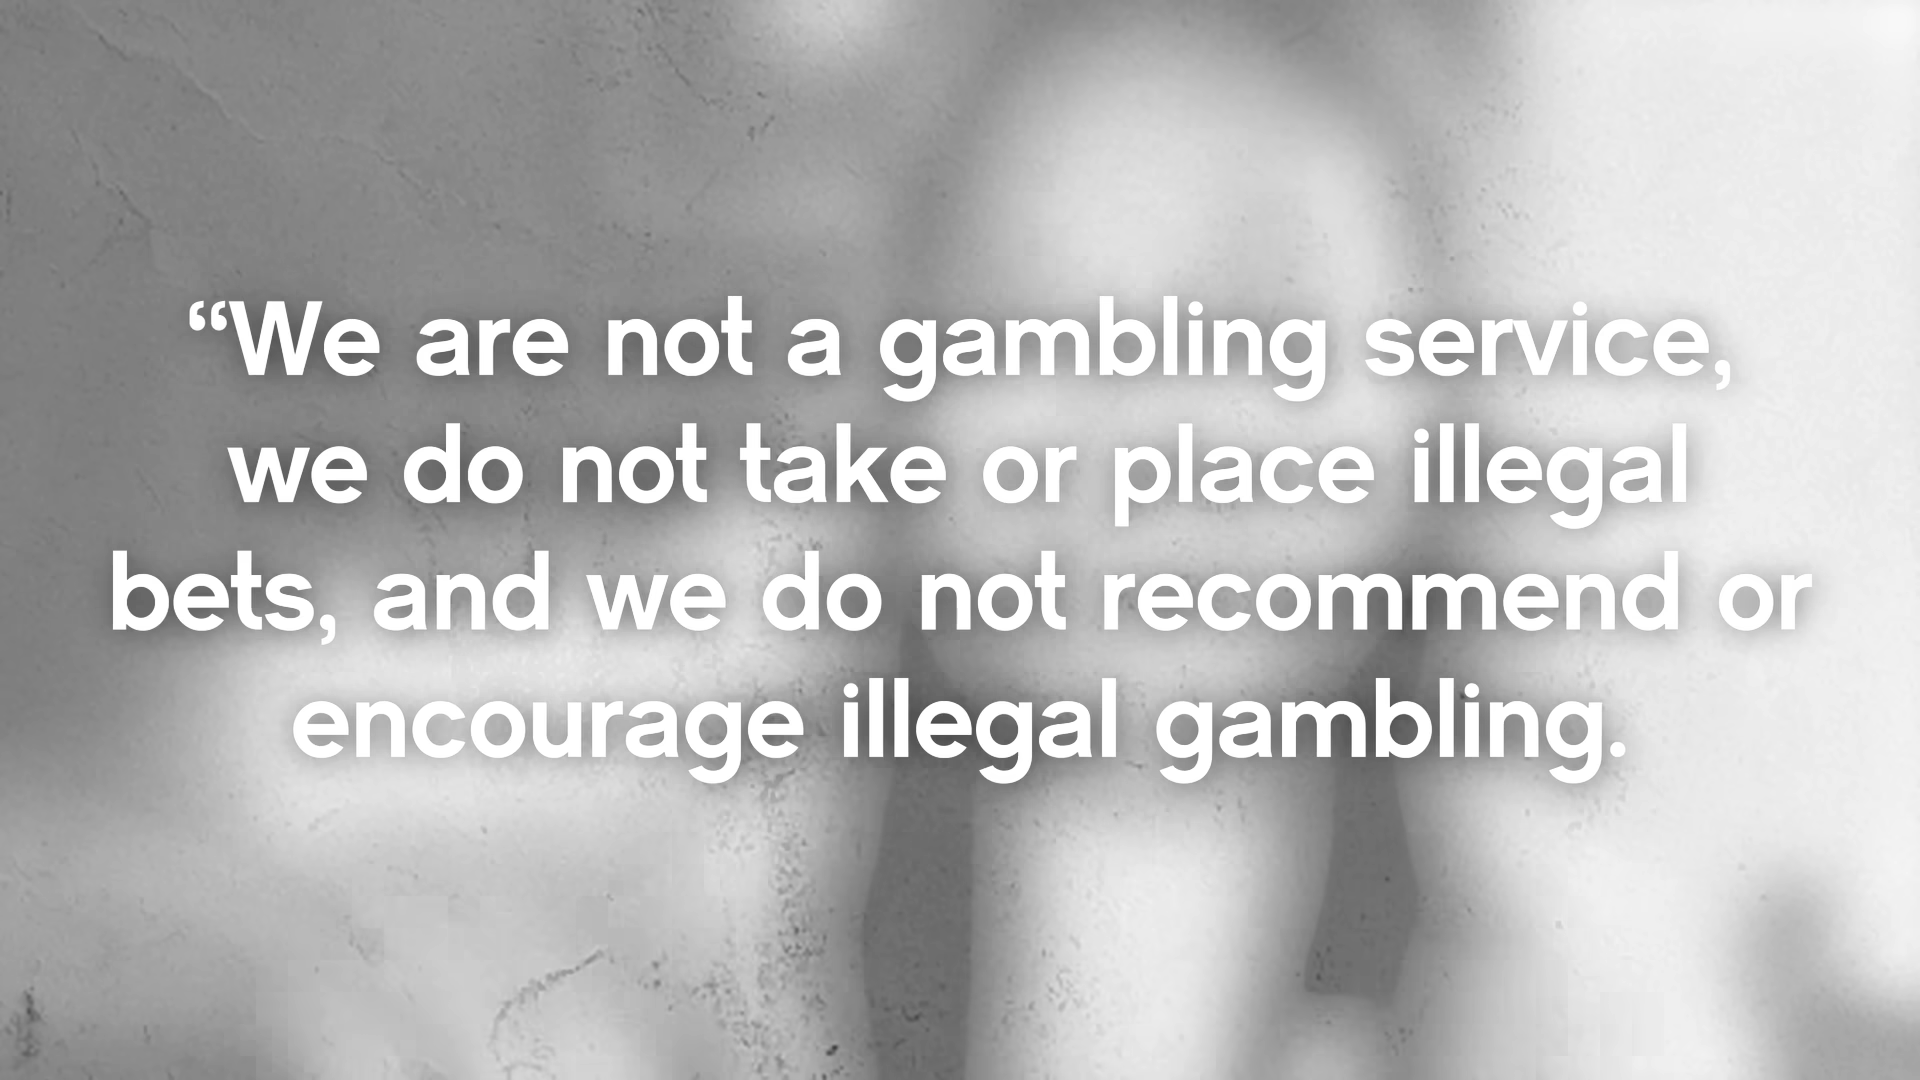 “We are not a gambling service,
we do not take or place illegal
bets, and we do not recommend or
encourage illegal gambling.